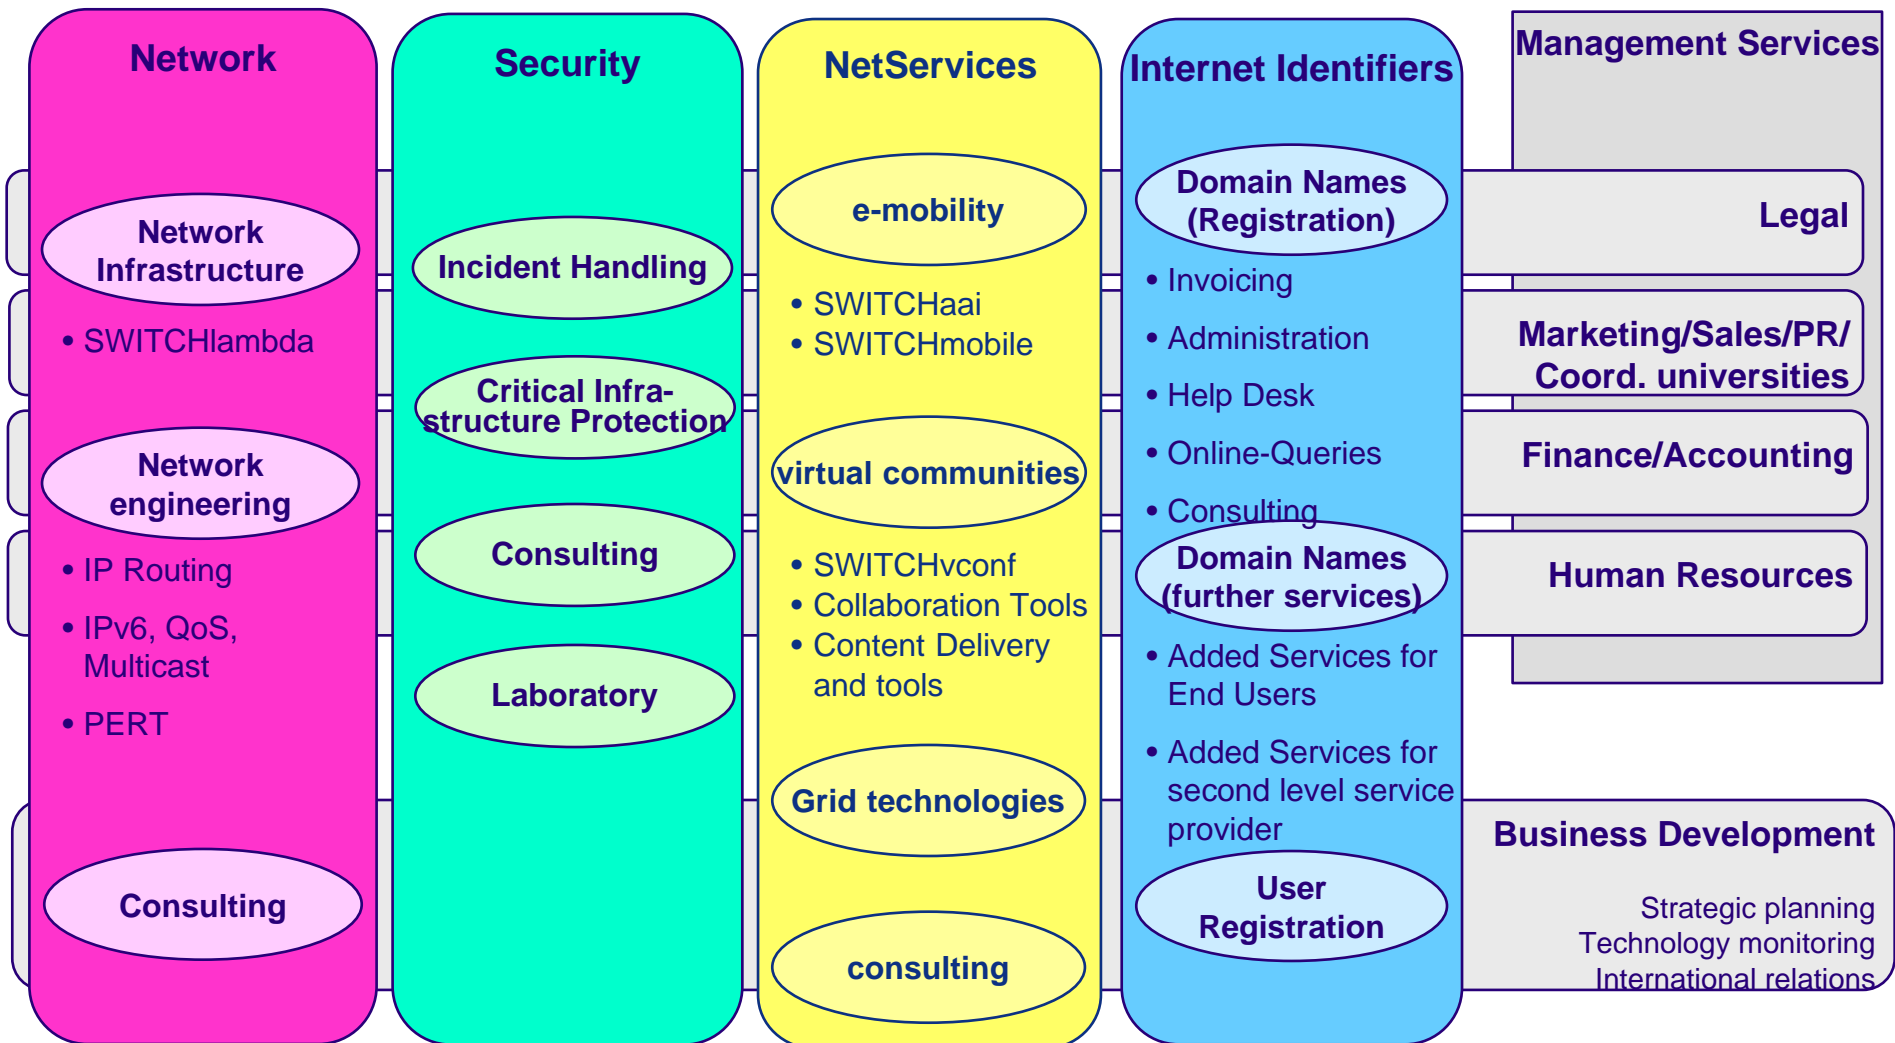 Network
Network
Infrastructure
• SWITCHlambda
Network
engineering
• IP Routing
• IPv6, QoS,
Multicast
• PERT
Consulting
Security
Incident Handling
Critical Infra-
structure Protection
Consulting
Laboratory
NetServices
e-mobility
• SWITCHaai
• SWITCHmobile
virtual communities
• SWITCHvconf
• Collaboration Tools
• Content Delivery
and tools
Grid technologies
consulting
Internet Identifiers
Domain Names
(Registration)
• Invoicing
• Administration
• Help Desk
• Online-Queries
• Consulting
Domain Names
(further services)
• Added Services for
End Users
• Added Services for
second level service
provider
User
Registration
Management Services
Legal
Marketing/Sales/PR/
Coord. universities
Finance/Accounting
Human Resources
Business Development
Strategic planning
Technology monitoring
International relations